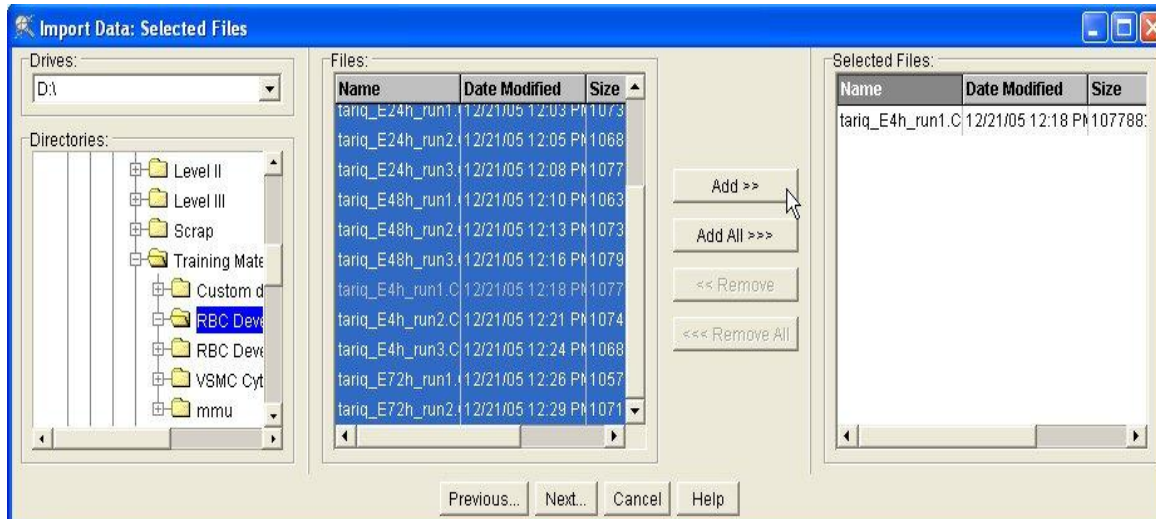 Import Data: Selected Files
Drives:
D:\
Directories:
Level II
Level III
Scrap
Training Mate
Custom d
RBC Deve
RBC Deve
VSMC Cyt
mmu
Files:
Name Date Modified Size
tariq_E24h_run1.( 12/21/05 12:03 PM 1073
tariq_E24h_run2.( 12/21/05 12:05 PM 1068
tariq_E24h_run3.( 12/21/05 12:08 PM 1077
tariq_E48h_run1.( 12/21/05 12:10 PM 1063
tariq_E48h_run2.( 12/21/05 12:13 PM 1073
tariq_E48h_run3.( 12/21/05 12:16 PM 1079
tariq_E4h_run1.C 12/21/05 12:18 PM 1077
tariq_E4h_run2.C 12/21/05 12:21 PM 1074
tariq_E4h_run3.C 12/21/05 12:24 PM 1068
tariq_E72h_run1.( 12/21/05 12:26 PM 1057
tariq_E72h_run2.( 12/21/05 12:29 PM 1071
Add >>
Add All >>>
<< Remove
<<< Remove All
Selected Files:
Name Date Modified Size
tariq_E4h_run1.C 12/21/05 12:18 PM 107788
Previous... Next... Cancel Help